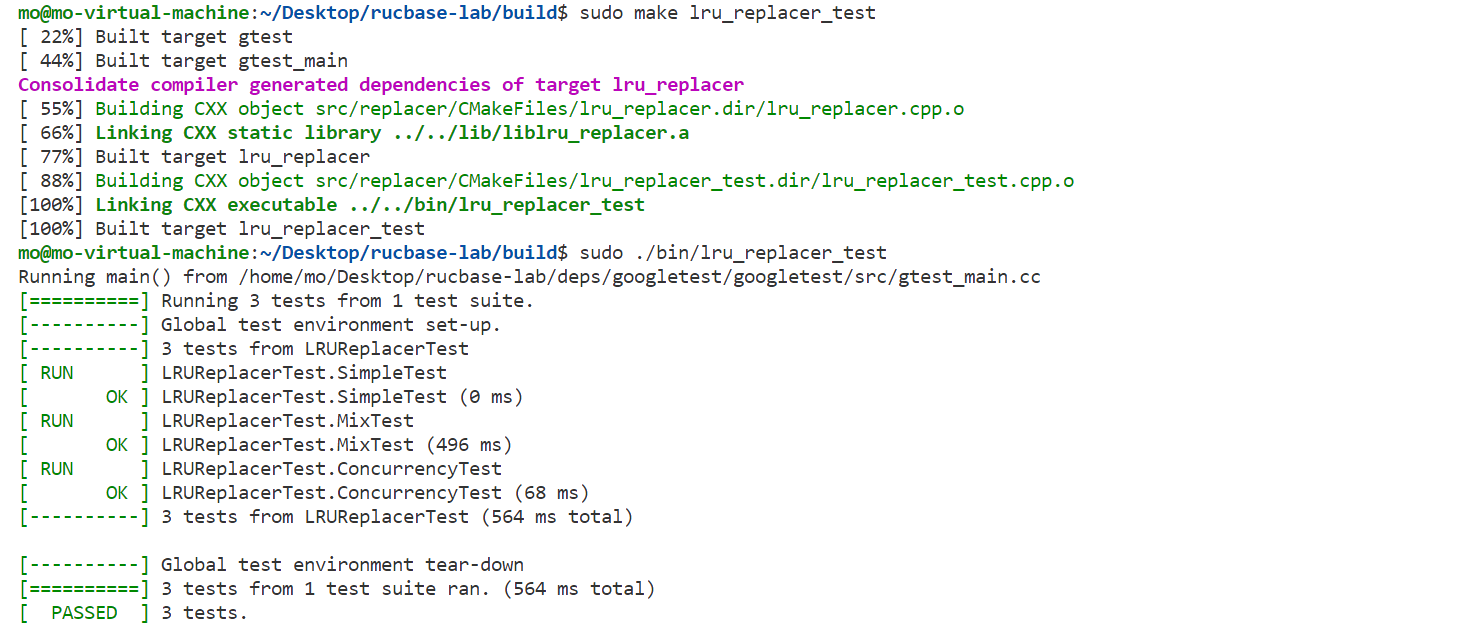 mo@mo-virtual-machine:~/Desktop/rucbase-lab/build$ sudo make lru_replacer_test
[ 22%] Built target gtest
[ 44%] Built target gtest_main
Consolidate compiler generated dependencies of target lru_replacer
[ 55%] Building CXX object src/replacer/CMakeFiles/lru_replacer.dir/lru_replacer.cpp.o
[ 66%] Linking CXX static library ../../lib/liblru_replacer.a
[ 77%] Built target lru_replacer
[ 88%] Building CXX object src/replacer/CMakeFiles/lru_replacer_test.dir/lru_replacer_test.cpp.o
[100%] Linking CXX executable ../../bin/lru_replacer_test
[100%] Built target lru_replacer_test
mo@mo-virtual-machine:~/Desktop/rucbase-lab/build$ sudo ./bin/lru_replacer_test
Running main() from /home/mo/Desktop/rucbase-lab/deps/googletest/googletest/src/gtest_main.cc
[==========] Running 3 tests from 1 test suite.
[----------] Global test environment set-up.
[----------] 3 tests from LRUReplacerTest
[ RUN      ] LRUReplacerTest.SimpleTest
[       OK ] LRUReplacerTest.SimpleTest (0 ms)
[ RUN      ] LRUReplacerTest.MixTest
[       OK ] LRUReplacerTest.MixTest (496 ms)
[ RUN      ] LRUReplacerTest.ConcurrencyTest
[       OK ] LRUReplacerTest.ConcurrencyTest (68 ms)
[----------] 3 tests from LRUReplacerTest (564 ms total)

[----------] Global test environment tear-down
[==========] 3 tests from 1 test suite ran. (564 ms total)
[  PASSED  ] 3 tests.